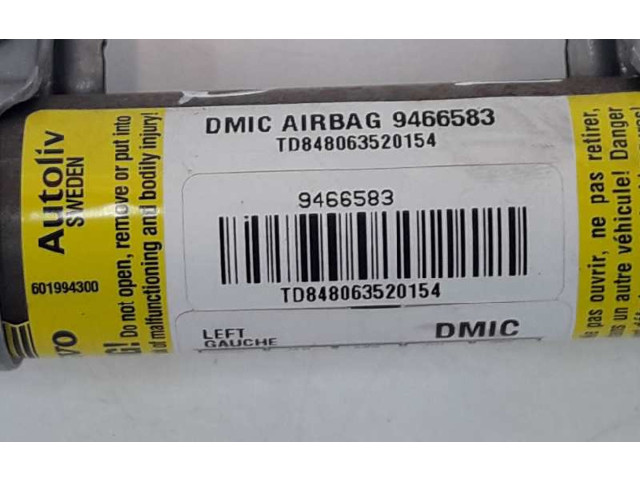 DMIC AIRBAG 9466583
TD848063520154
9466583
TD848063520154
LEFT
GAUCHE
DMIC
Autoliv
SWEDEN
601994300
Do not open, remove or put into
malfunctioning and bodily injury!
ne pas retirer,
pas ouvrir,
un autre véhicule! Danger